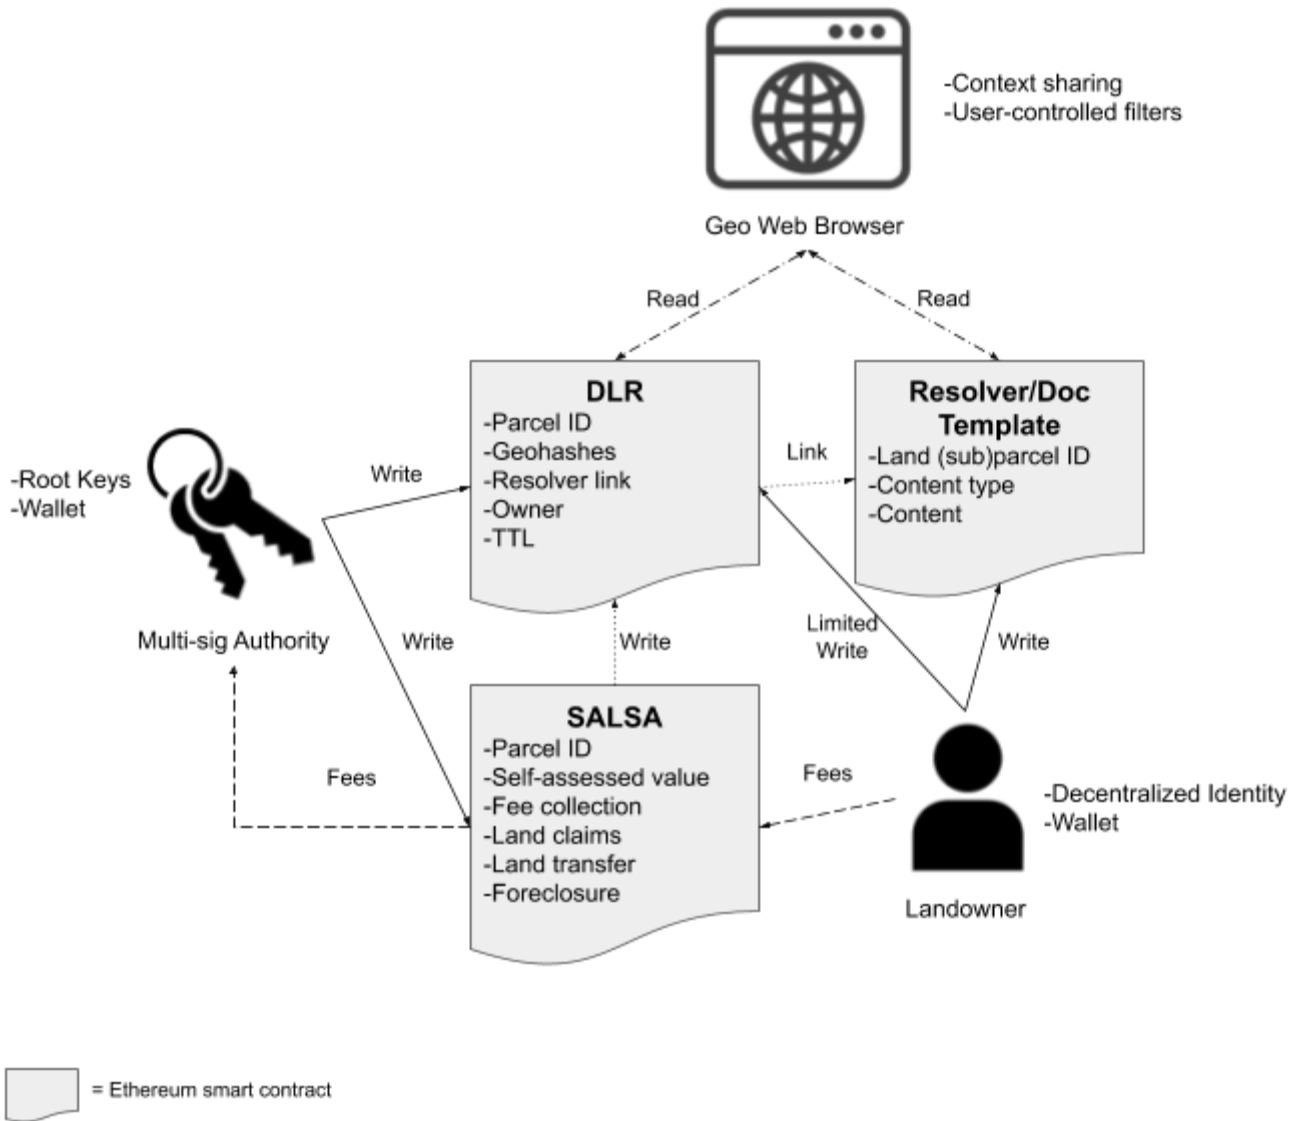 -Context sharing
-User-controlled filters
Geo Web Browser
Read
Read
DLR
-Parcel ID
-Geohashes
-Resolver link
-Owner
-TTL
Resolver/Doc
Template
-Land (sub)parcel ID
-Content type
-Content
Link
Write
-Root Keys
-Wallet
Multi-sig Authority
Write
Write
Limited
Write
Write
SALSA
-Parcel ID
-Self-assessed value
-Fee collection
-Land claims
-Land transfer
-Foreclosure
Fees
Fees
-Decentralized Identity
-Wallet
Landowner
= Ethereum smart contract